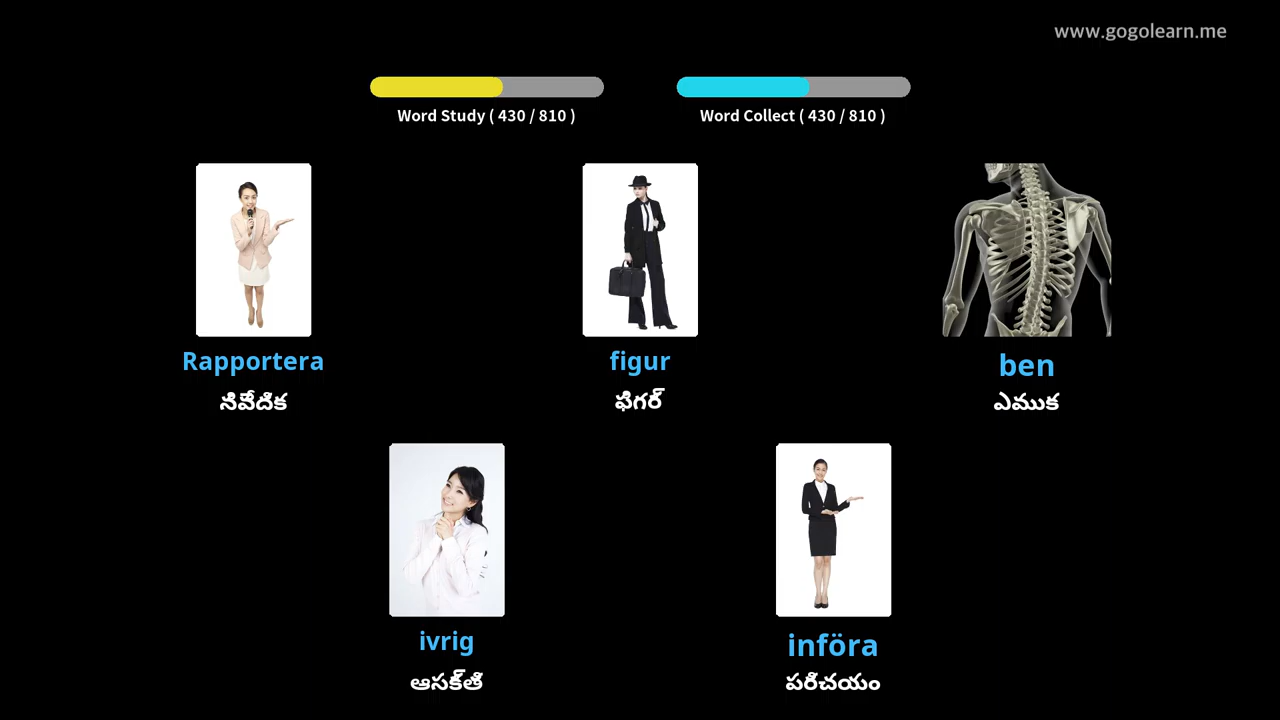 www.gogolearn.me
Word Study ( 430 / 810 )
Word Collect ( 430 / 810 )
Rapportera
figur
ben
నివేదిక
ఫిగర్
ఎముక
ivrig
införa
ఆసక్తి
పరిచయం